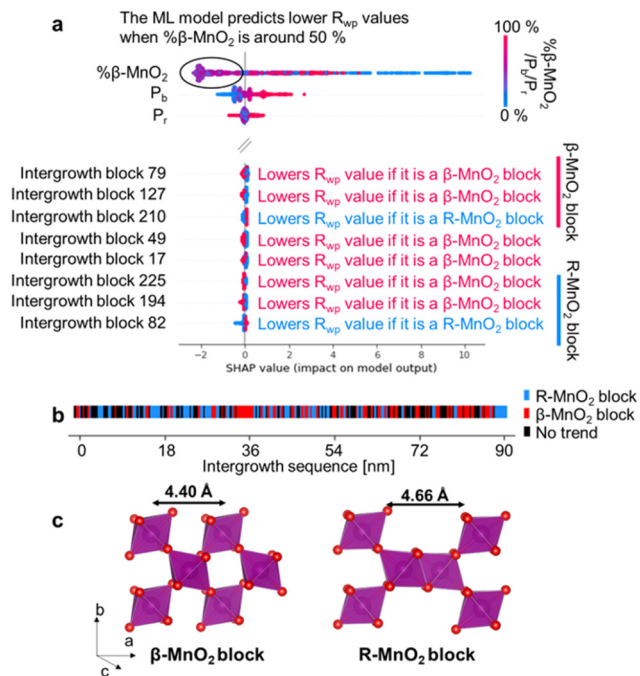 a
The ML model predicts lower Rwp values
when %β-MnO2 is around 50 %
%β-MnO2
Pb
Pr
100 %
0 %
%β-MnO2
/Pb/Pr
Intergrowth block 79 Lowers Rwp value if it is a β-MnO2 block
Intergrowth block 127 Lowers Rwp value if it is a β-MnO2 block
Intergrowth block 210 Lowers Rwp value if it is a R-MnO2 block
Intergrowth block 49 Lowers Rwp value if it is a β-MnO2 block
Intergrowth block 17 Lowers Rwp value if it is a β-MnO2 block
Intergrowth block 225 Lowers Rwp value if it is a β-MnO2 block
Intergrowth block 194 Lowers Rwp value if it is a β-MnO2 block
Intergrowth block 82 Lowers Rwp value if it is a R-MnO2 block
β-MnO2 block
R-MnO2 block
−2 0 2 4 6 8 10
SHAP value (impact on model output)
b
R-MnO2 block
β-MnO2 block
No trend
0 18 36 54 72 90
Intergrowth sequence [nm]
c
4.40 Å 4.66 Å
b
a
c
β-MnO2 block R-MnO2 block